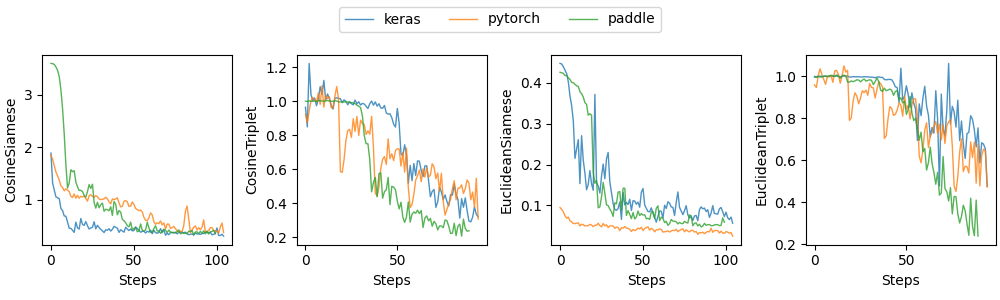 keras pytorch paddle
CosineSiamese
3
2
1
0 50 100
Steps
CosineTriplet
1.2
1.0
0.8
0.6
0.4
0.2
0 50
Steps
EuclideanSiamese
0.4
0.3
0.2
0.1
0 50 100
Steps
EuclideanTriplet
1.0
0.8
0.6
0.4
0.2
0 50
Steps